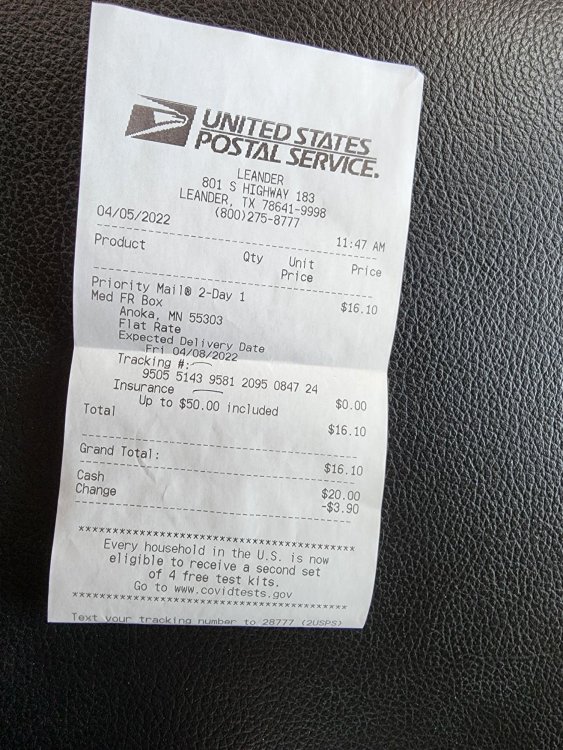 UNITED STATES
POSTAL SERVICE.
LEANDER
801 S HIGHWAY 183
LEANDER, TX 78641-9998
(800)275-8777
04/05/2022 11:47 AM
Product Qty Unit Price
Price
Priority Mail® 2-Day 1 $16.10
Med FR Box
Anoka, MN 55303
Flat Rate
Expected Delivery Date
Fri 04/08/2022
Tracking #:
9505 5143 9581 2095 0847 24
Insurance $0.00
Up to $50.00 included
Total $16.10
Grand Total: $16.10
Cash $20.00
Change -$3.90
Every household in the U.S. is now
eligible to receive a second set
of 4 free test kits.
Go to www.covidtests.gov
Text your tracking number to 28777 (2USPS)